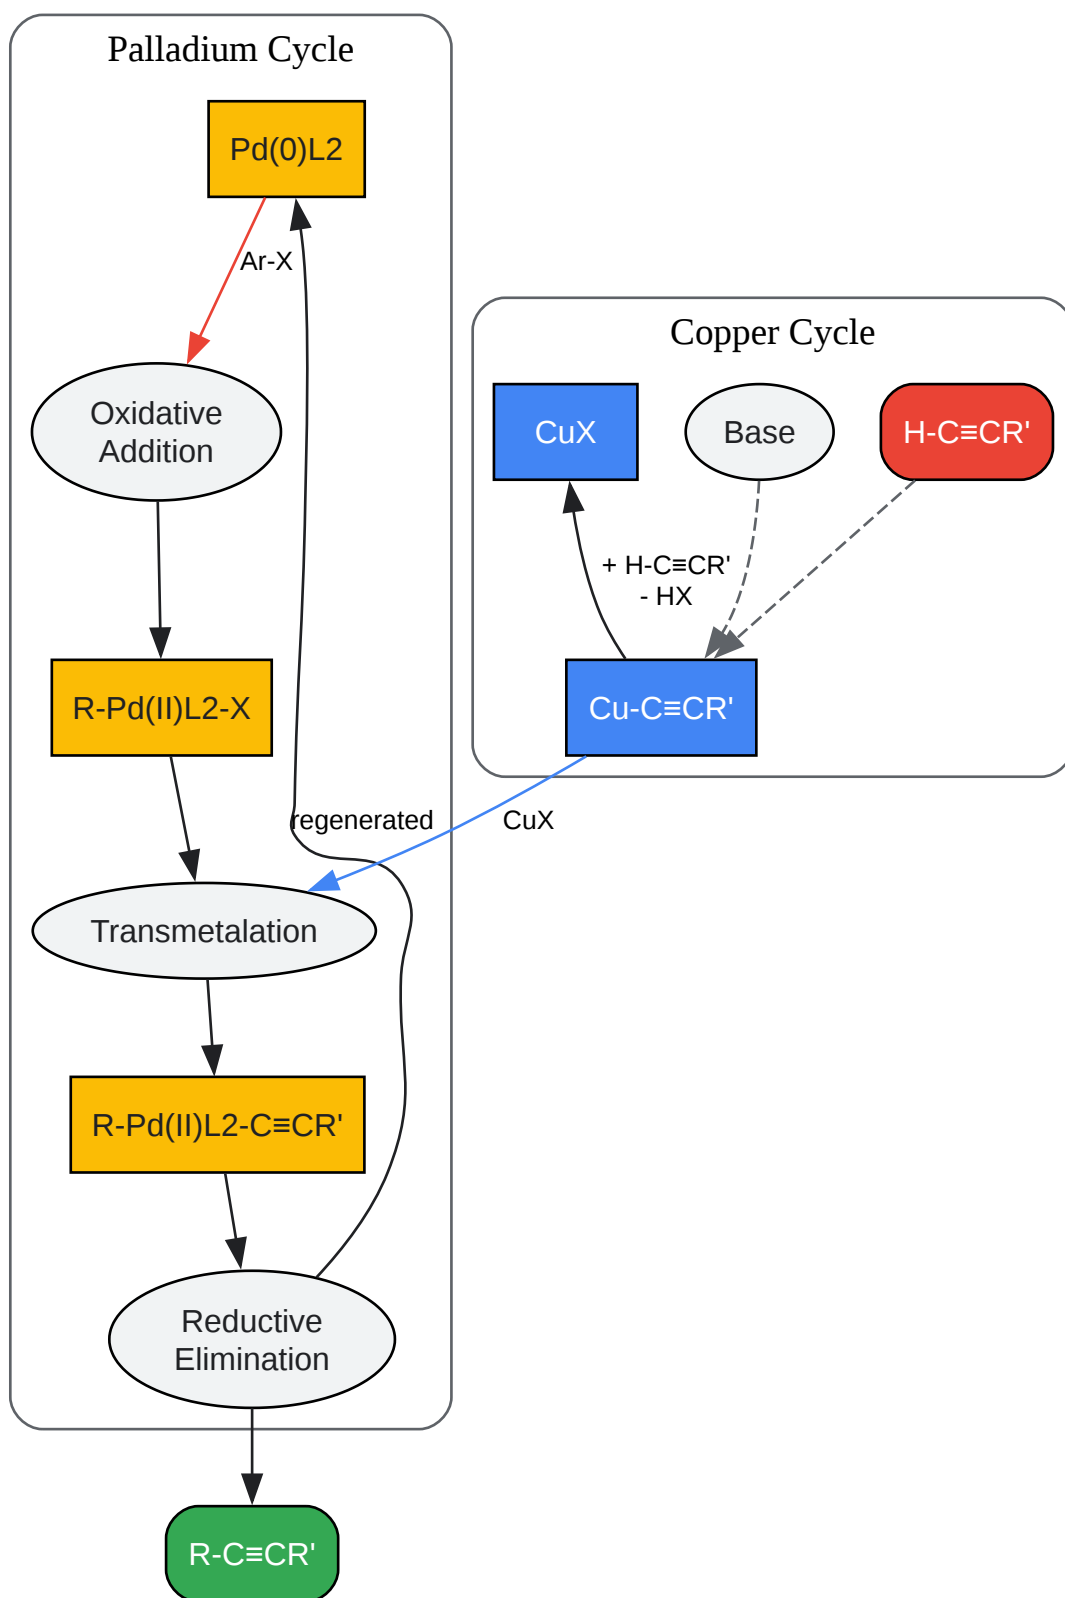 Palladium Cycle
Pd(0)L2
Ar-X
Oxidative
Addition
R-Pd(II)L2-X
regenerated
Transmetalation
R-Pd(II)L2-C≡CR'
Reductive
Elimination
R-C≡CR'
Copper Cycle
CuX
Base
H-C≡CR'
+ H-C≡CR'
- HX
Cu-C≡CR'
CuX